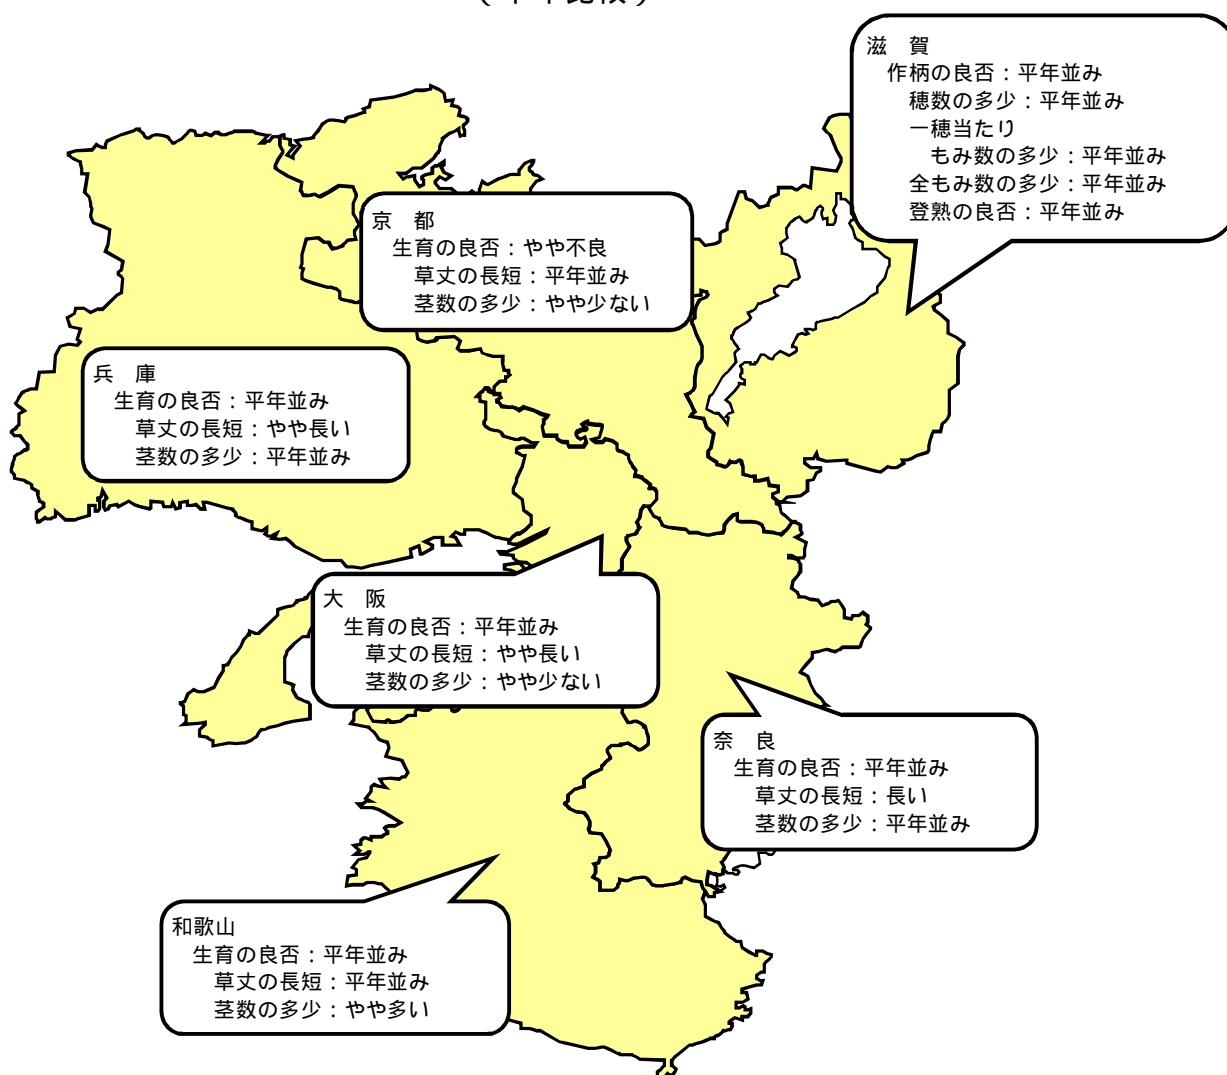 滋　賀
作柄の良否：平年並み
穂数の多少：平年並み
一穂当たり
もみ数の多少：平年並み
全もみ数の多少：平年並み
登熟の良否：平年並み
京　都
生育の良否：やや不良
草丈の長短：平年並み
茎数の多少：やや少ない
兵　庫
生育の良否：平年並み
草丈の長短：やや長い
茎数の多少：平年並み
大　阪
生育の良否：平年並み
草丈の長短：やや長い
茎数の多少：やや少ない
奈　良
生育の良否：平年並み
草丈の長短：長い
茎数の多少：平年並み
和歌山
生育の良否：平年並み
草丈の長短：平年並み
茎数の多少：やや多い